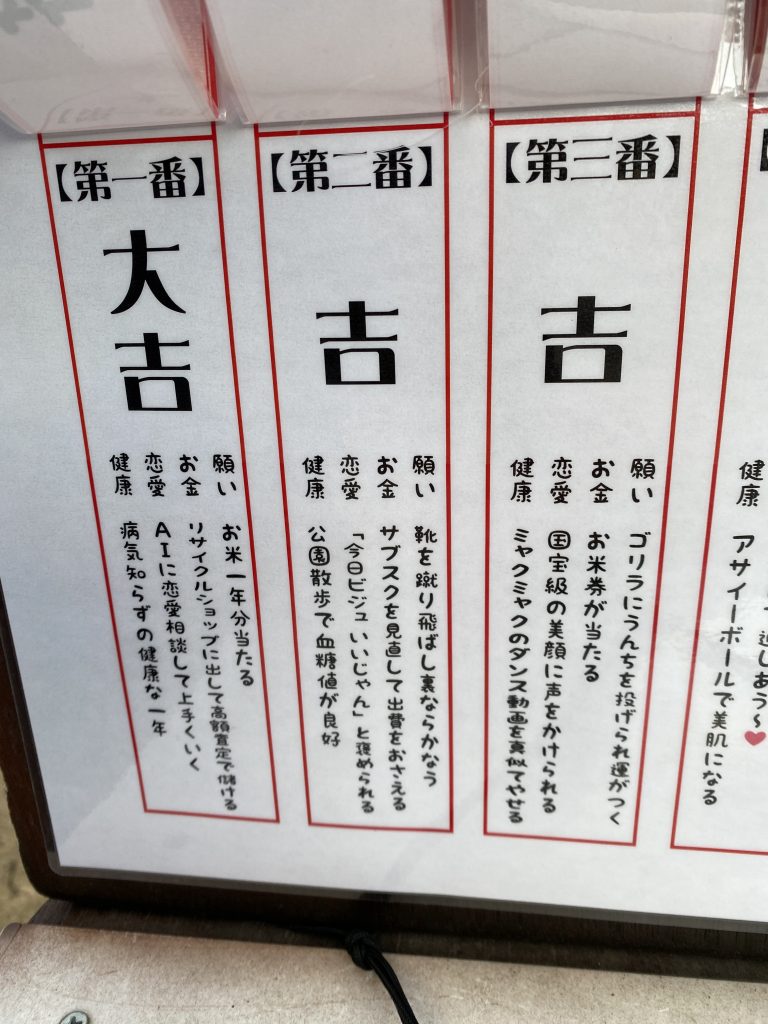 【第一番】
大吉
願い お米一年分当たる
お金 リサイクルショップに出して高額査定で儲ける
恋愛 AIに恋愛相談して上手くいく
健康 病気知らずの健康な一年
【第二番】
吉
願い 靴を蹴り飛ばし裏ならかなう
お金 サブスクを見直して出費をおさえる
恋愛 「今日ビジュいいじゃん」と褒められる
健康 公園散歩で血糖値が良好
【第三番】
吉
願い ゴリラにうんちを投げられ運がつく
お金 お米券が当たる
恋愛 国宝級の美顔に声をかけられる
健康 ミャクミャクのダンス動画を真似てやせる
健康 アサイーボールで美肌になる